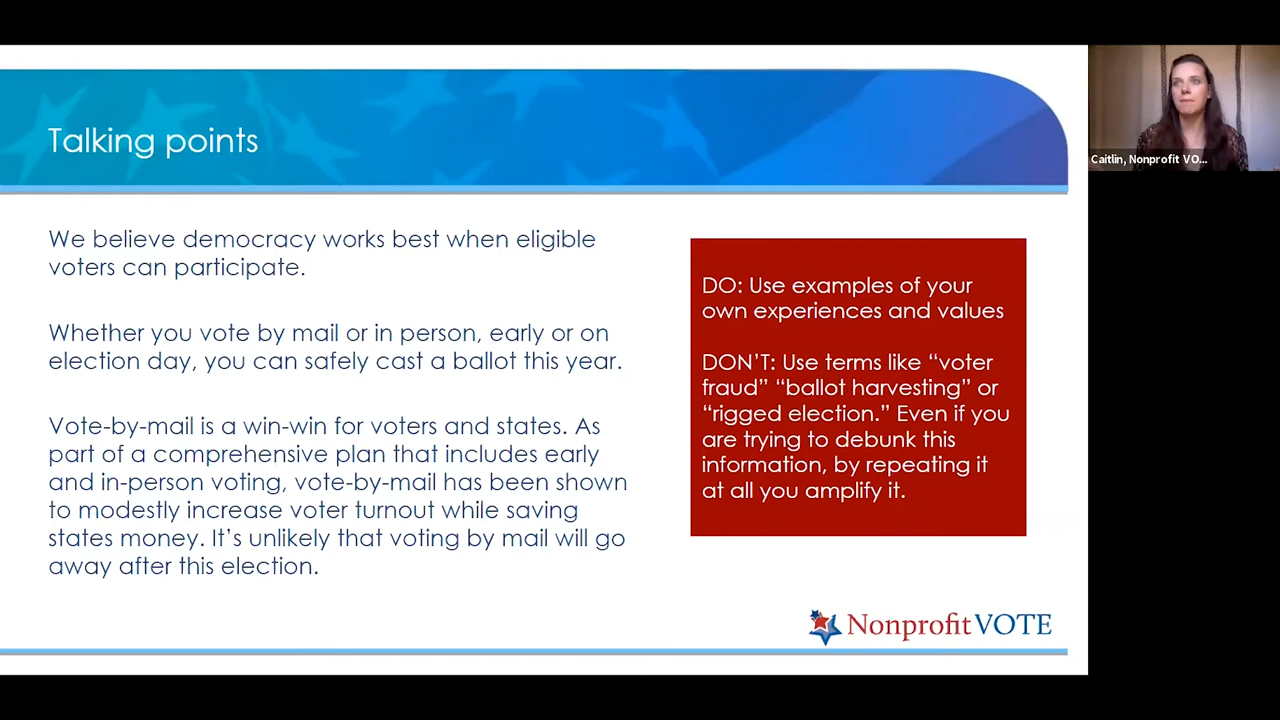 Talking points
We believe democracy works best when eligible
voters can participate.
Whether you vote by mail or in person, early or on
election day, you can safely cast a ballot this year.
Vote-by-mail is a win-win for voters and states. As
part of a comprehensive plan that includes early
and in-person voting, vote-by-mail has been shown
to modestly increase voter turnout while saving
states money. It’s unlikely that voting by mail will go
away after this election.
DO: Use examples of your
own experiences and values
DON’T: Use terms like “voter
fraud” “ballot harvesting” or
“rigged election.” Even if you
are trying to debunk this
information, by repeating it
at all you amplify it.
NonprofitVOTE
Caitlin, Nonprofit VO...